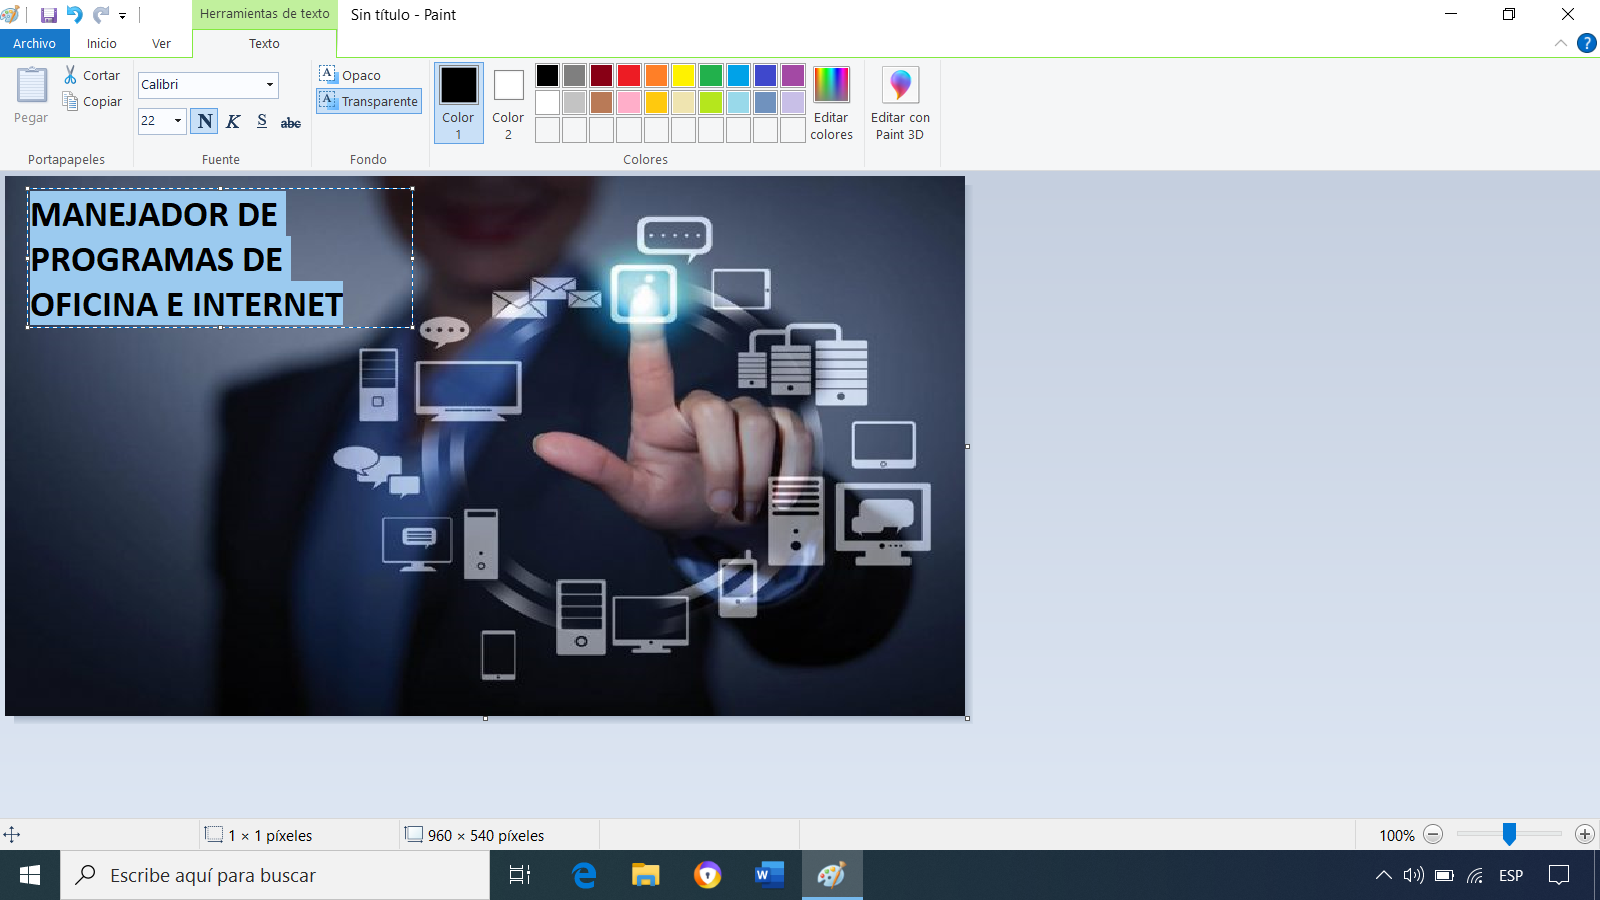 Herramientas de texto
Sin título - Paint
Archivo
Inicio
Ver
Texto
Pegar
Cortar
Copiar
Portapapeles
Calibri
22
N K S abc
Fuente
Opaco
Transparente
Fondo
Color 1
Color 2
Colores
Editar colores
Editar con Paint 3D
MANEJADOR DE
PROGRAMAS DE
OFICINA E INTERNET
1 × 1 píxeles
960 × 540 píxeles
100%
Escribe aquí para buscar
ESP